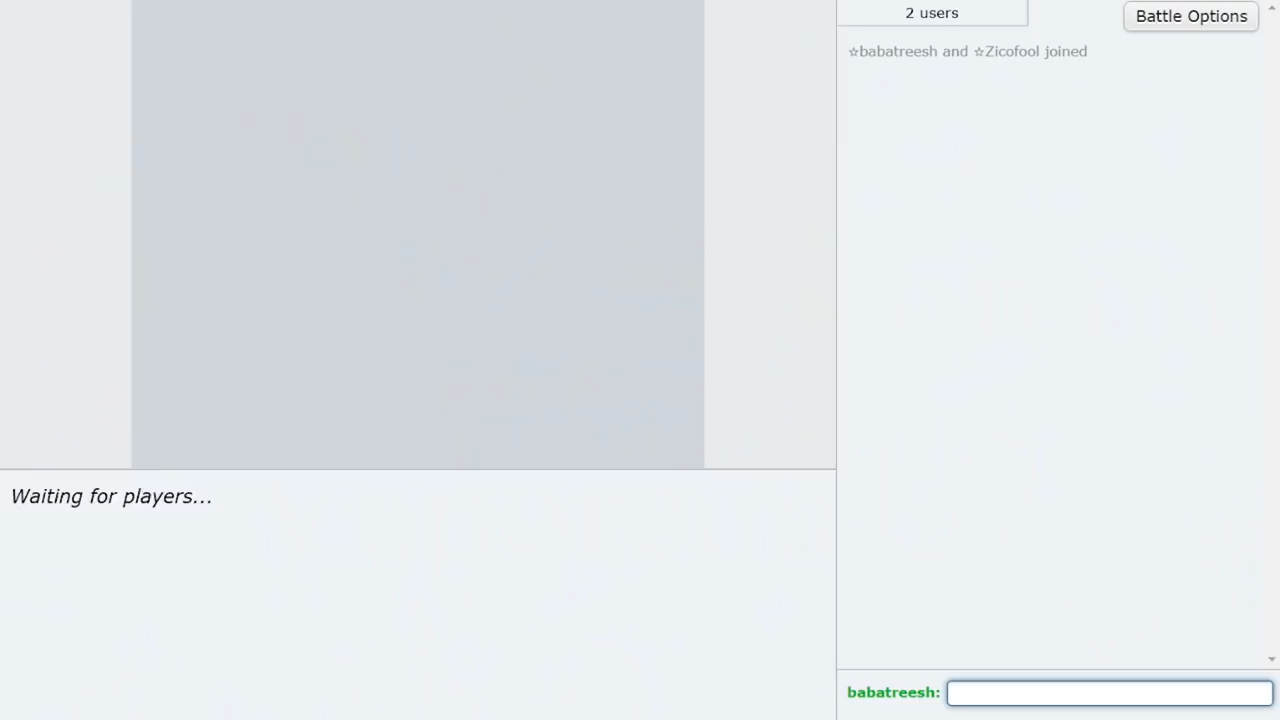 2 users
Battle Options
☆babatreesh and ☆Zicofool joined
Waiting for players...
babatreesh: